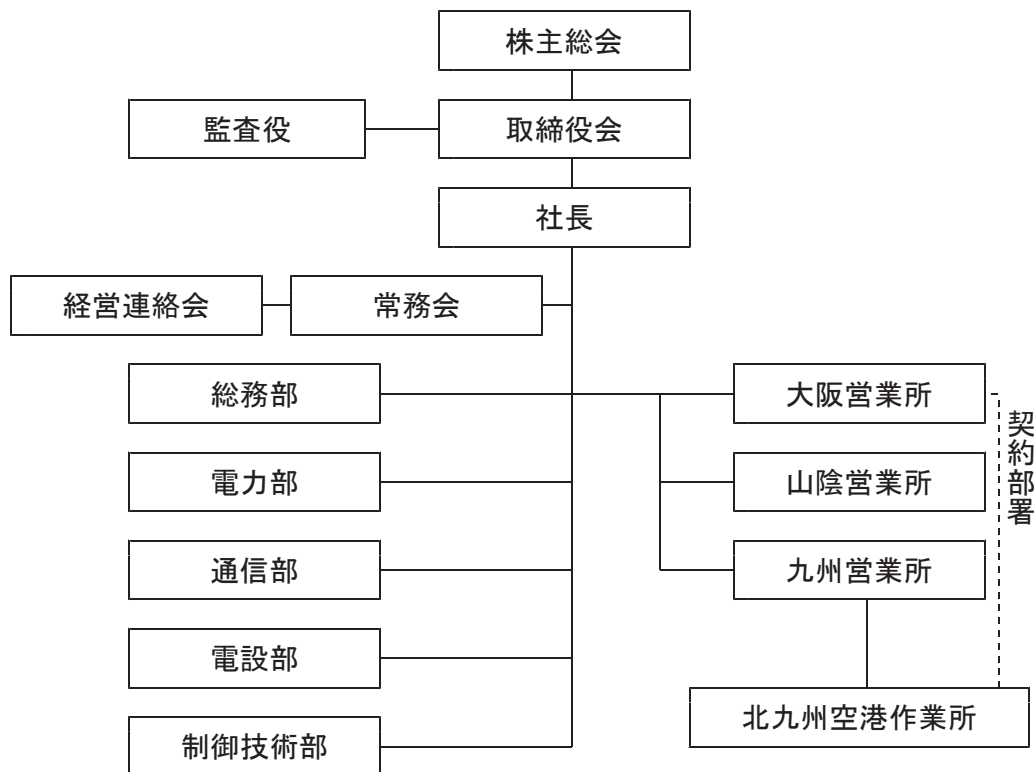 株主総会
監査役
取締役会
社長
経営連絡会
常務会
総務部
大阪営業所
契約部署
電力部
山陰営業所
通信部
九州営業所
電設部
北九州空港作業所
制御技術部